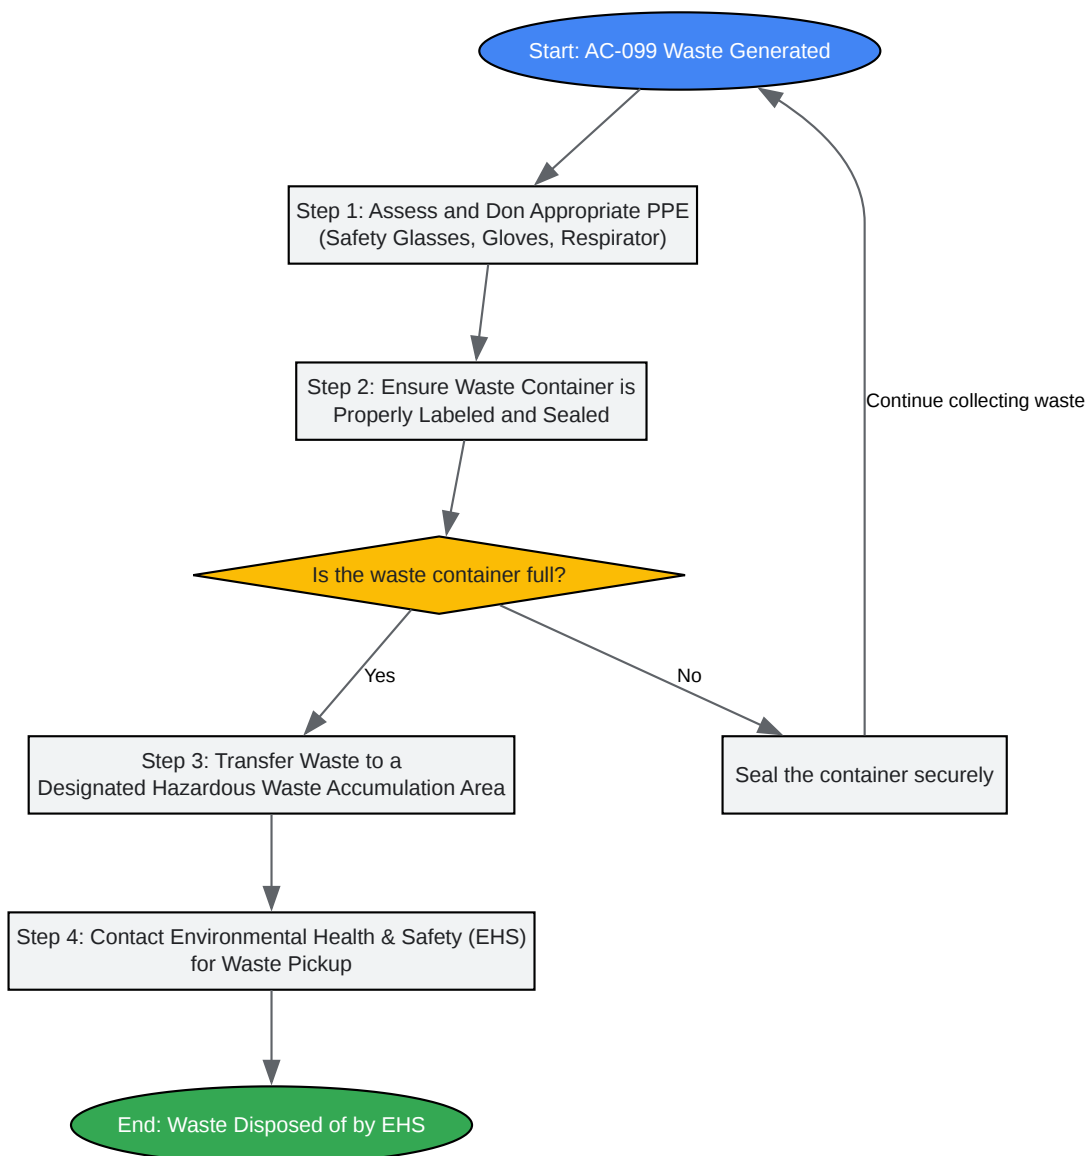 Start: AC-099 Waste Generated
Step 1: Assess and Don Appropriate PPE
(Safety Glasses, Gloves, Respirator)
Step 2: Ensure Waste Container is
Properly Labeled and Sealed
Continue collecting waste
Is the waste container full?
Yes
No
Step 3: Transfer Waste to a
Designated Hazardous Waste Accumulation Area
Seal the container securely
Step 4: Contact Environmental Health & Safety (EHS)
for Waste Pickup
End: Waste Disposed of by EHS